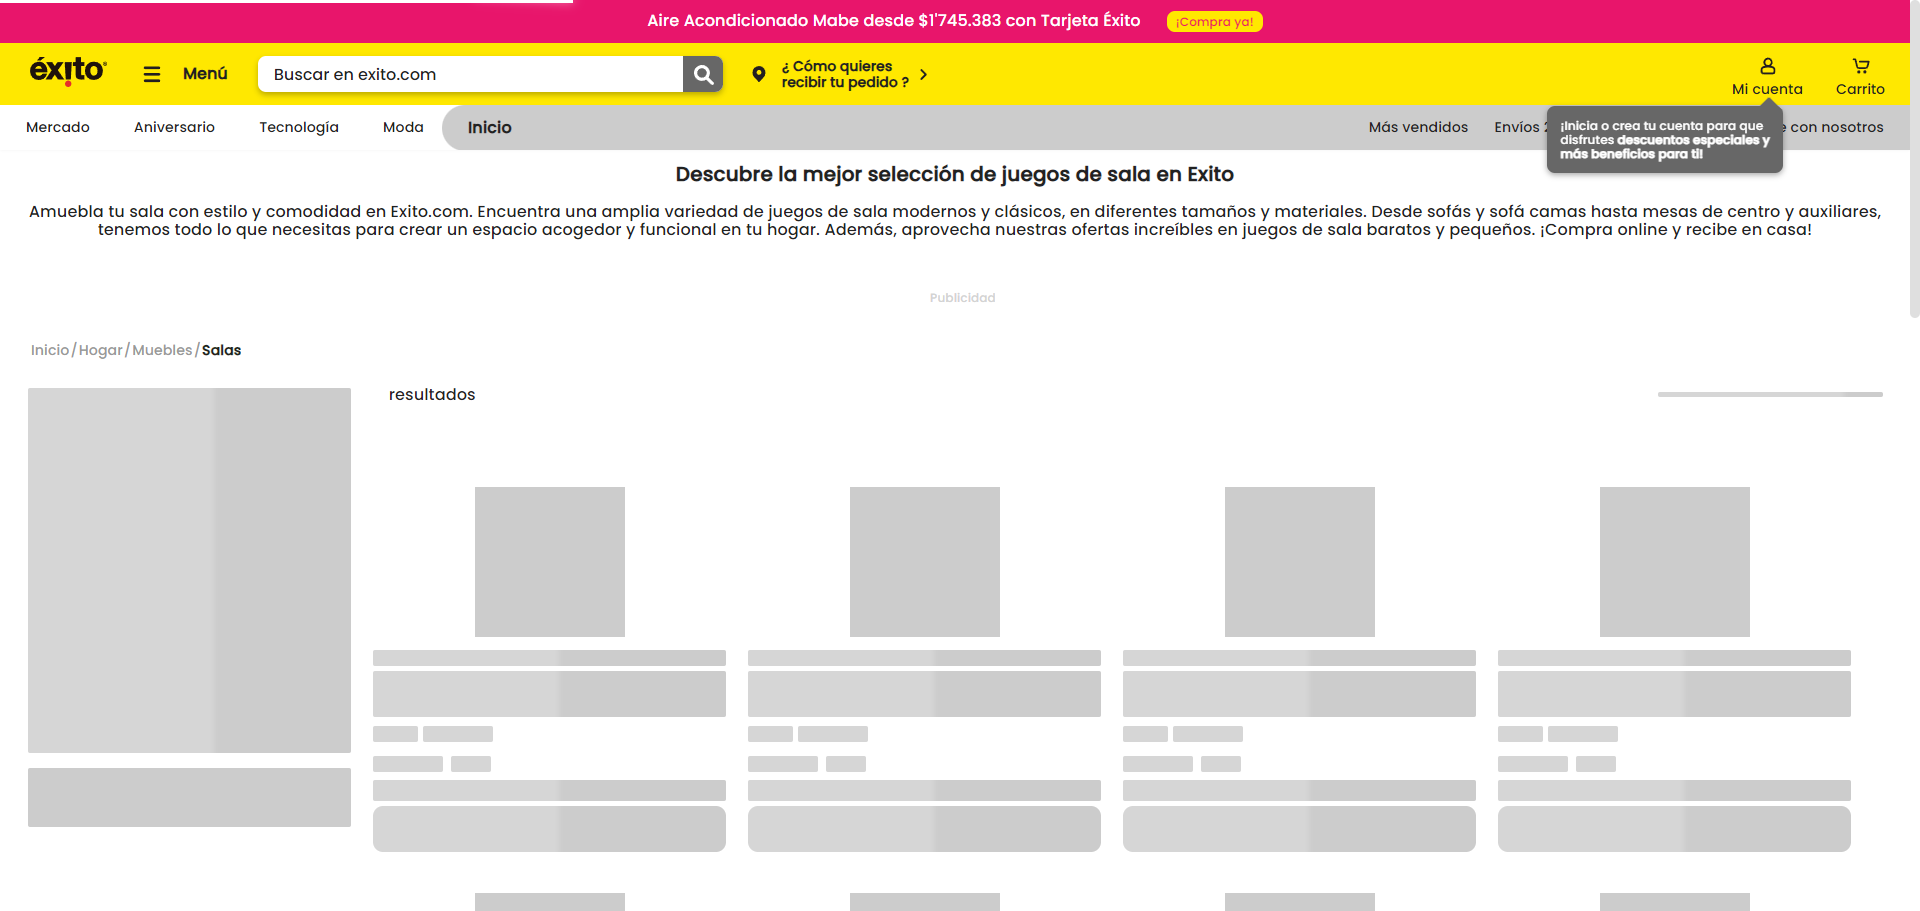 Aire Acondicionado Mabe desde $1'745.383 con Tarjeta Éxito ¡Compra ya!
éxito
Menú
Buscar en exito.com
¿ Cómo quieres
recibir tu pedido ?
Mi cuenta
Carrito
Mercado
Aniversario
Tecnología
Moda
Inicio
Más vendidos
Envíos
con nosotros
¡Inicia o crea tu cuenta para que
disfrutes descuentos especiales y
más beneficios para ti!
Descubre la mejor selección de juegos de sala en Exito
Amuebla tu sala con estilo y comodidad en Exito.com. Encuentra una amplia variedad de juegos de sala modernos y clásicos, en diferentes tamaños y materiales. Desde sofás y sofá camas hasta mesas de centro y auxiliares,
tenemos todo lo que necesitas para crear un espacio acogedor y funcional en tu hogar. Además, aprovecha nuestras ofertas increíbles en juegos de sala baratos y pequeños. ¡Compra online y recibe en casa!
Publicidad
Inicio/Hogar/Muebles/Salas
resultados